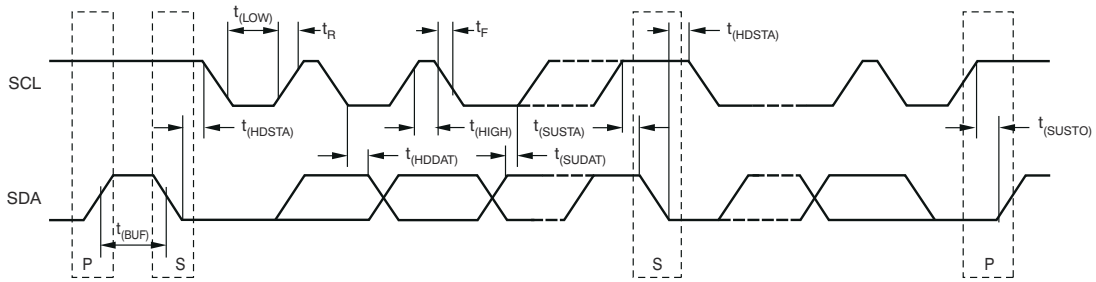 t(LOW)
tR
tF
t(HDSTA)
SCL
t(HDSTA)
t(HIGH)
t(SUSTA)
t(SUSTO)
t(HDDAT)
t(SUDAT)
SDA
t(BUF)
P
S
S
P